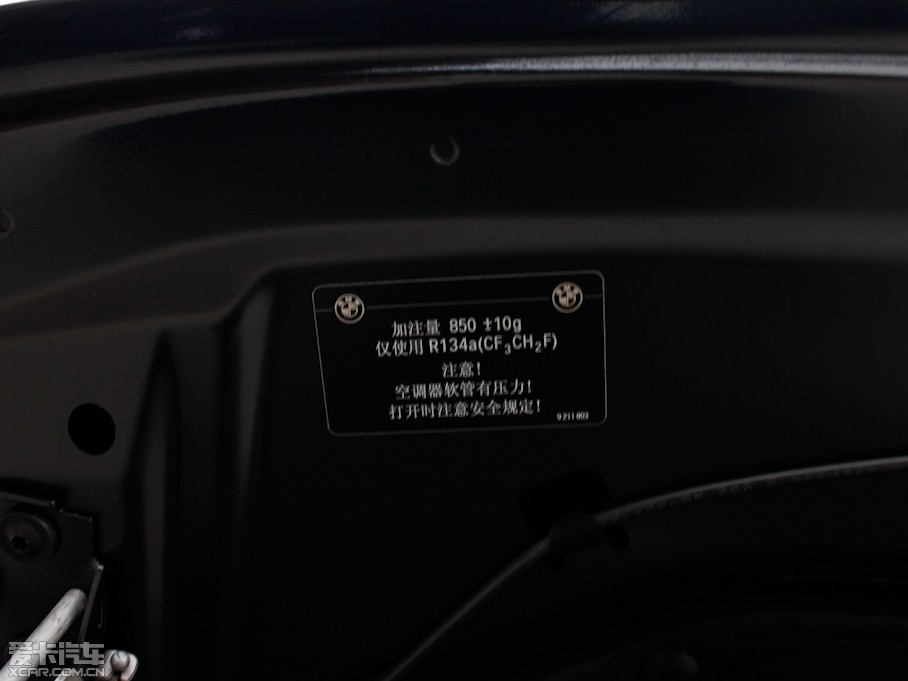 加注量 850 ±10g
仅使用 R134a(CF₃CH₂F)
注意!
空调器软管有压力!
打开时注意安全规定!
9211803
爱卡汽车
XCAR.COM.CN